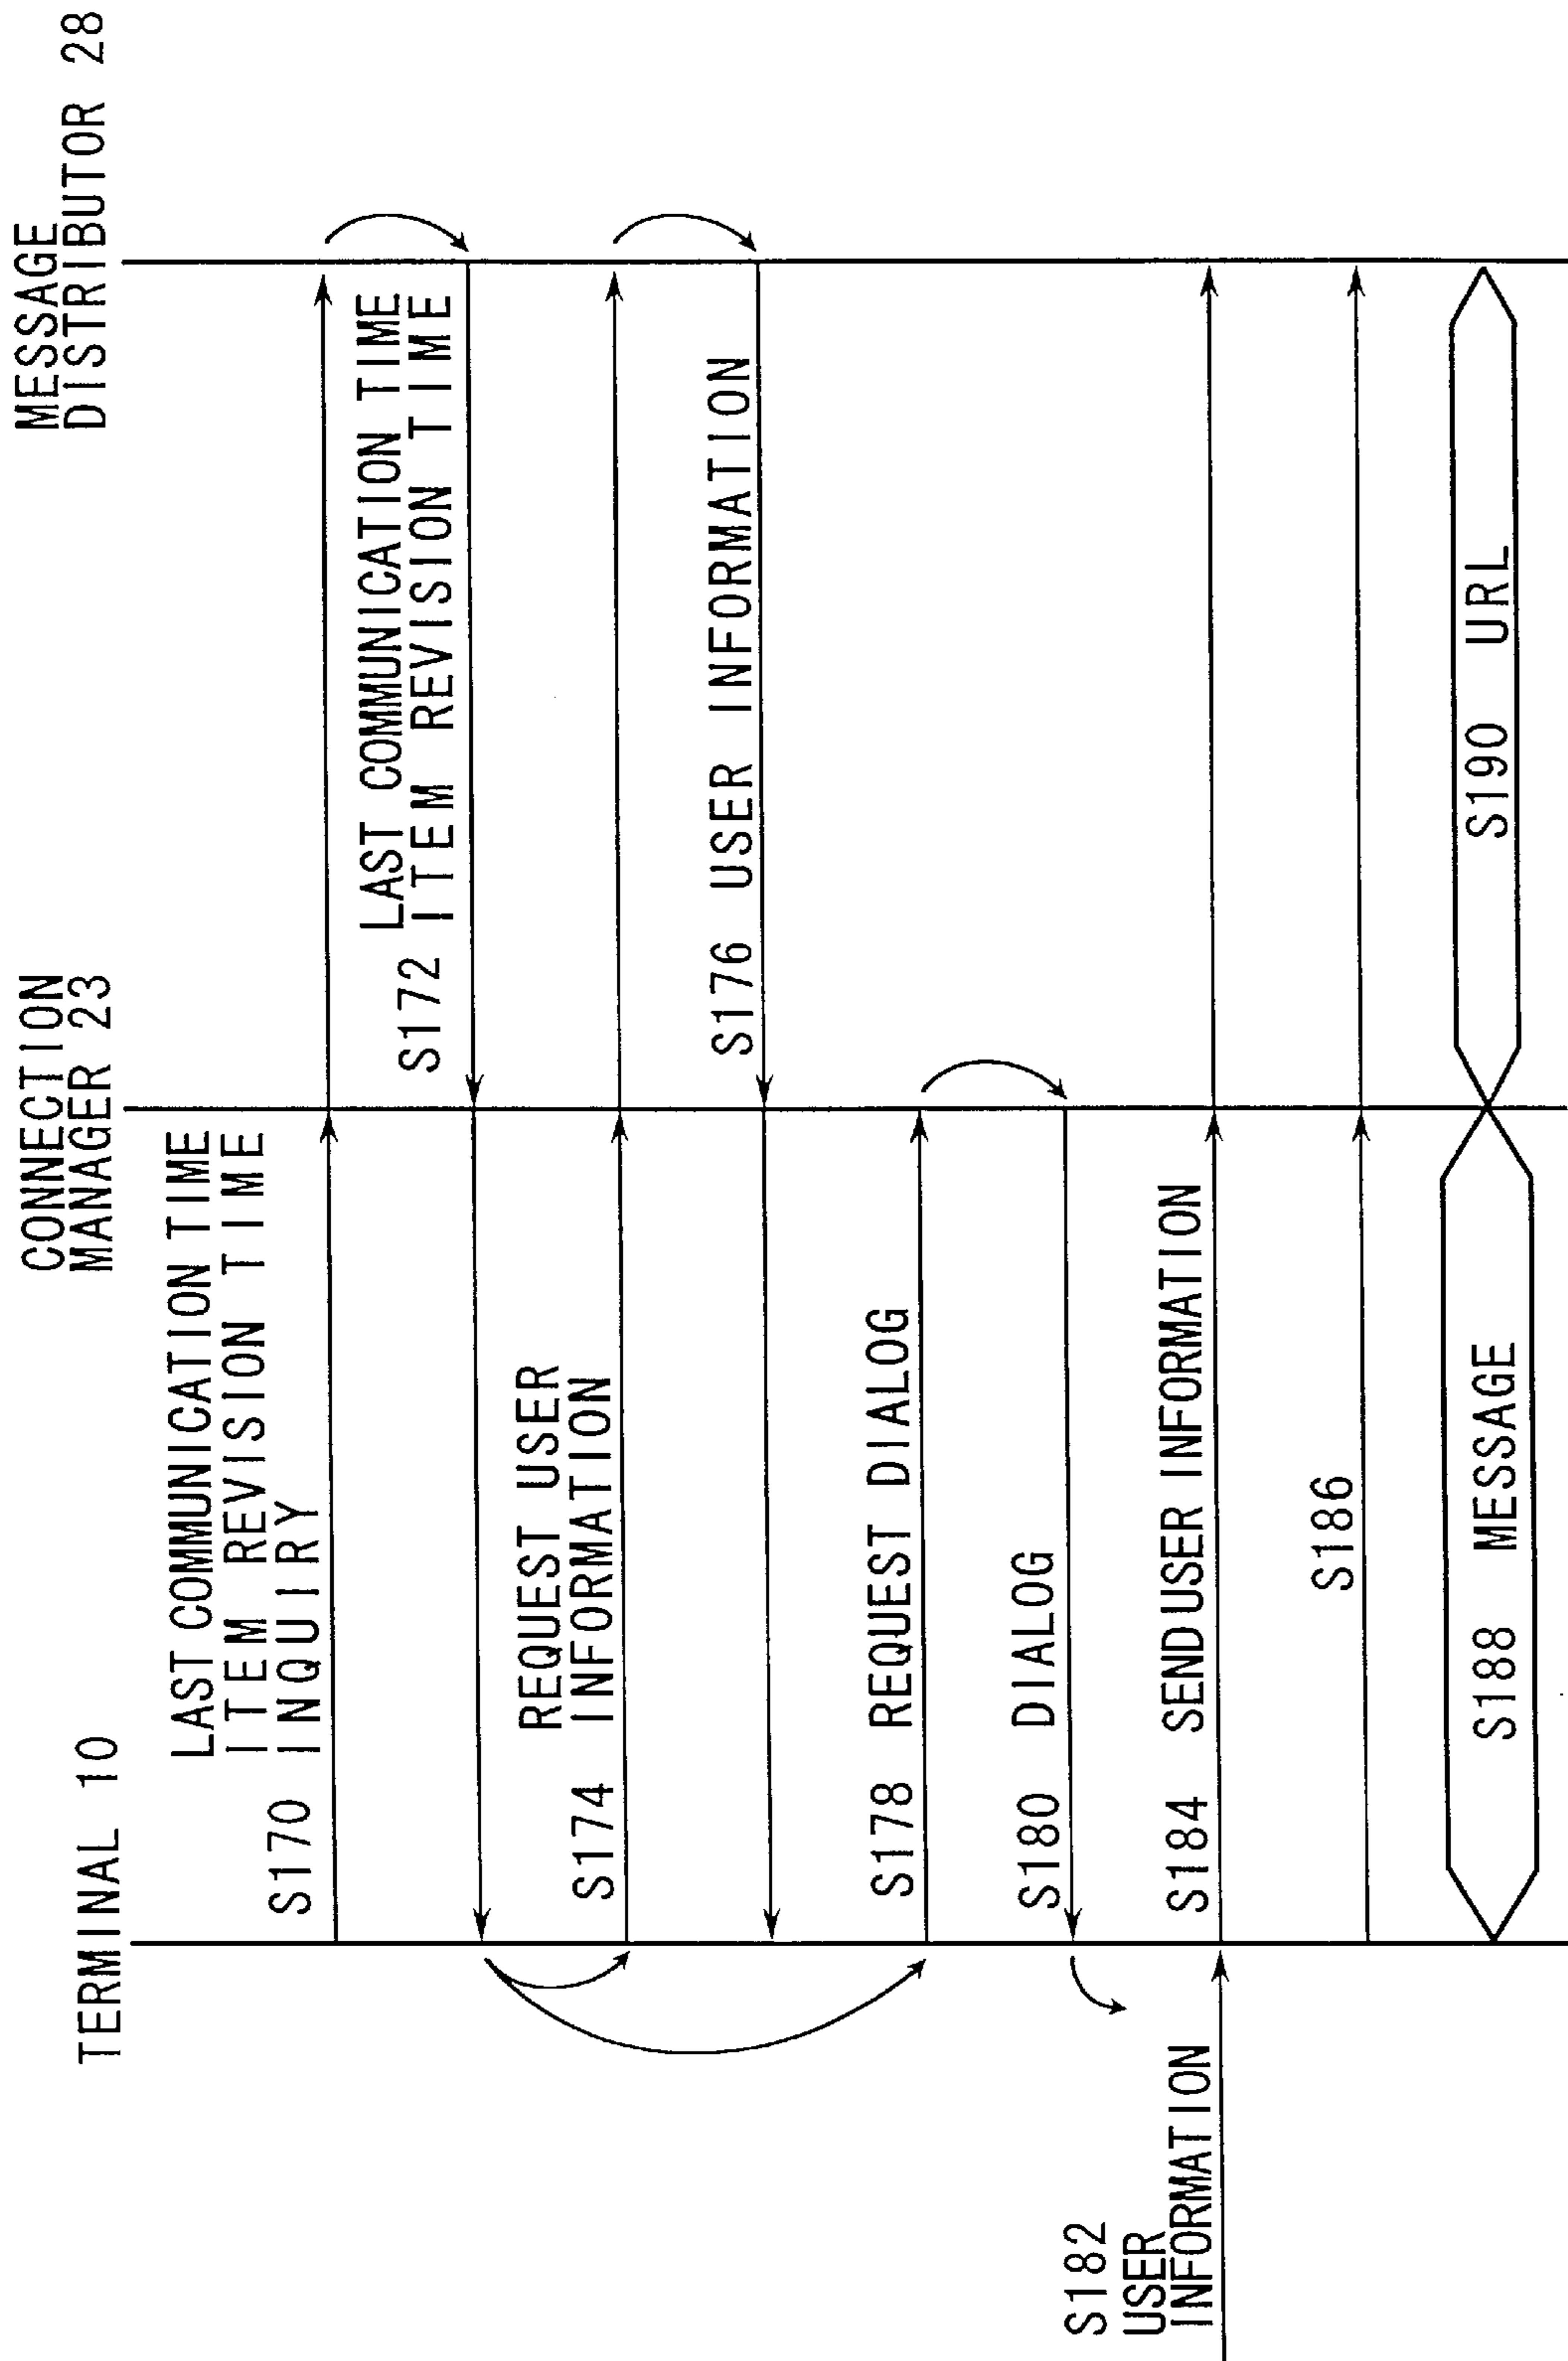 TERMINAL 10
CONNECTION
MANAGER 23
MESSAGE
DISTRIBUTOR 28
LAST COMMUNICATION TIME
ITEM REVISION TIME
S170 INQUIRY
LAST COMMUNICATION TIME
S172 ITEM REVISION TIME
REQUEST USER
S174 INFORMATION
S176 USER INFORMATION
S178 REQUEST DIALOG
S180 DIALOG
S182
USER
INFORMATION
S184 SEND USER INFORMATION
S186
S188 MESSAGE
S190 URL